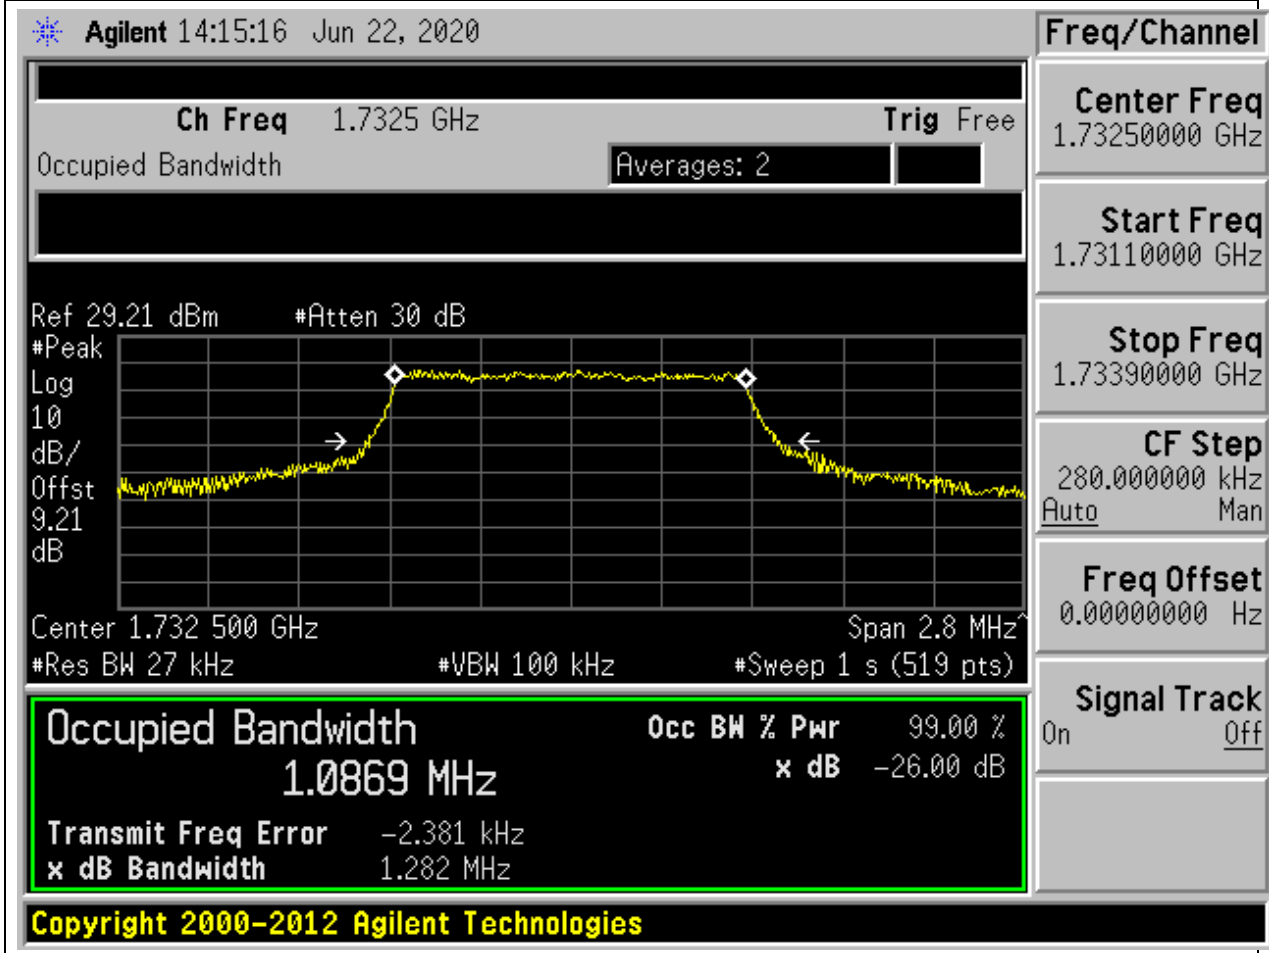 Agilent 14:15:16 Jun 22, 2020
Freq/Channel
Ch Freq 1.7325 GHz Trig Free
Occupied Bandwidth Averages: 2
Ref 29.21 dBm #Atten 30 dB
#Peak
Log
10
dB/
Offst
9.21
dB
Center 1.732 500 GHz Span 2.8 MHz^
#Res BW 27 kHz #VBW 100 kHz #Sweep 1 s (519 pts)
Occupied Bandwidth Occ BW % Pwr 99.00 %
1.0869 MHz x dB -26.00 dB
Transmit Freq Error -2.381 kHz
x dB Bandwidth 1.282 MHz
Copyright 2000-2012 Agilent Technologies
Center Freq
1.73250000 GHz
Start Freq
1.73110000 GHz
Stop Freq
1.73390000 GHz
CF Step
280.000000 kHz
Auto Man
Freq Offset
0.00000000 Hz
Signal Track
On Off